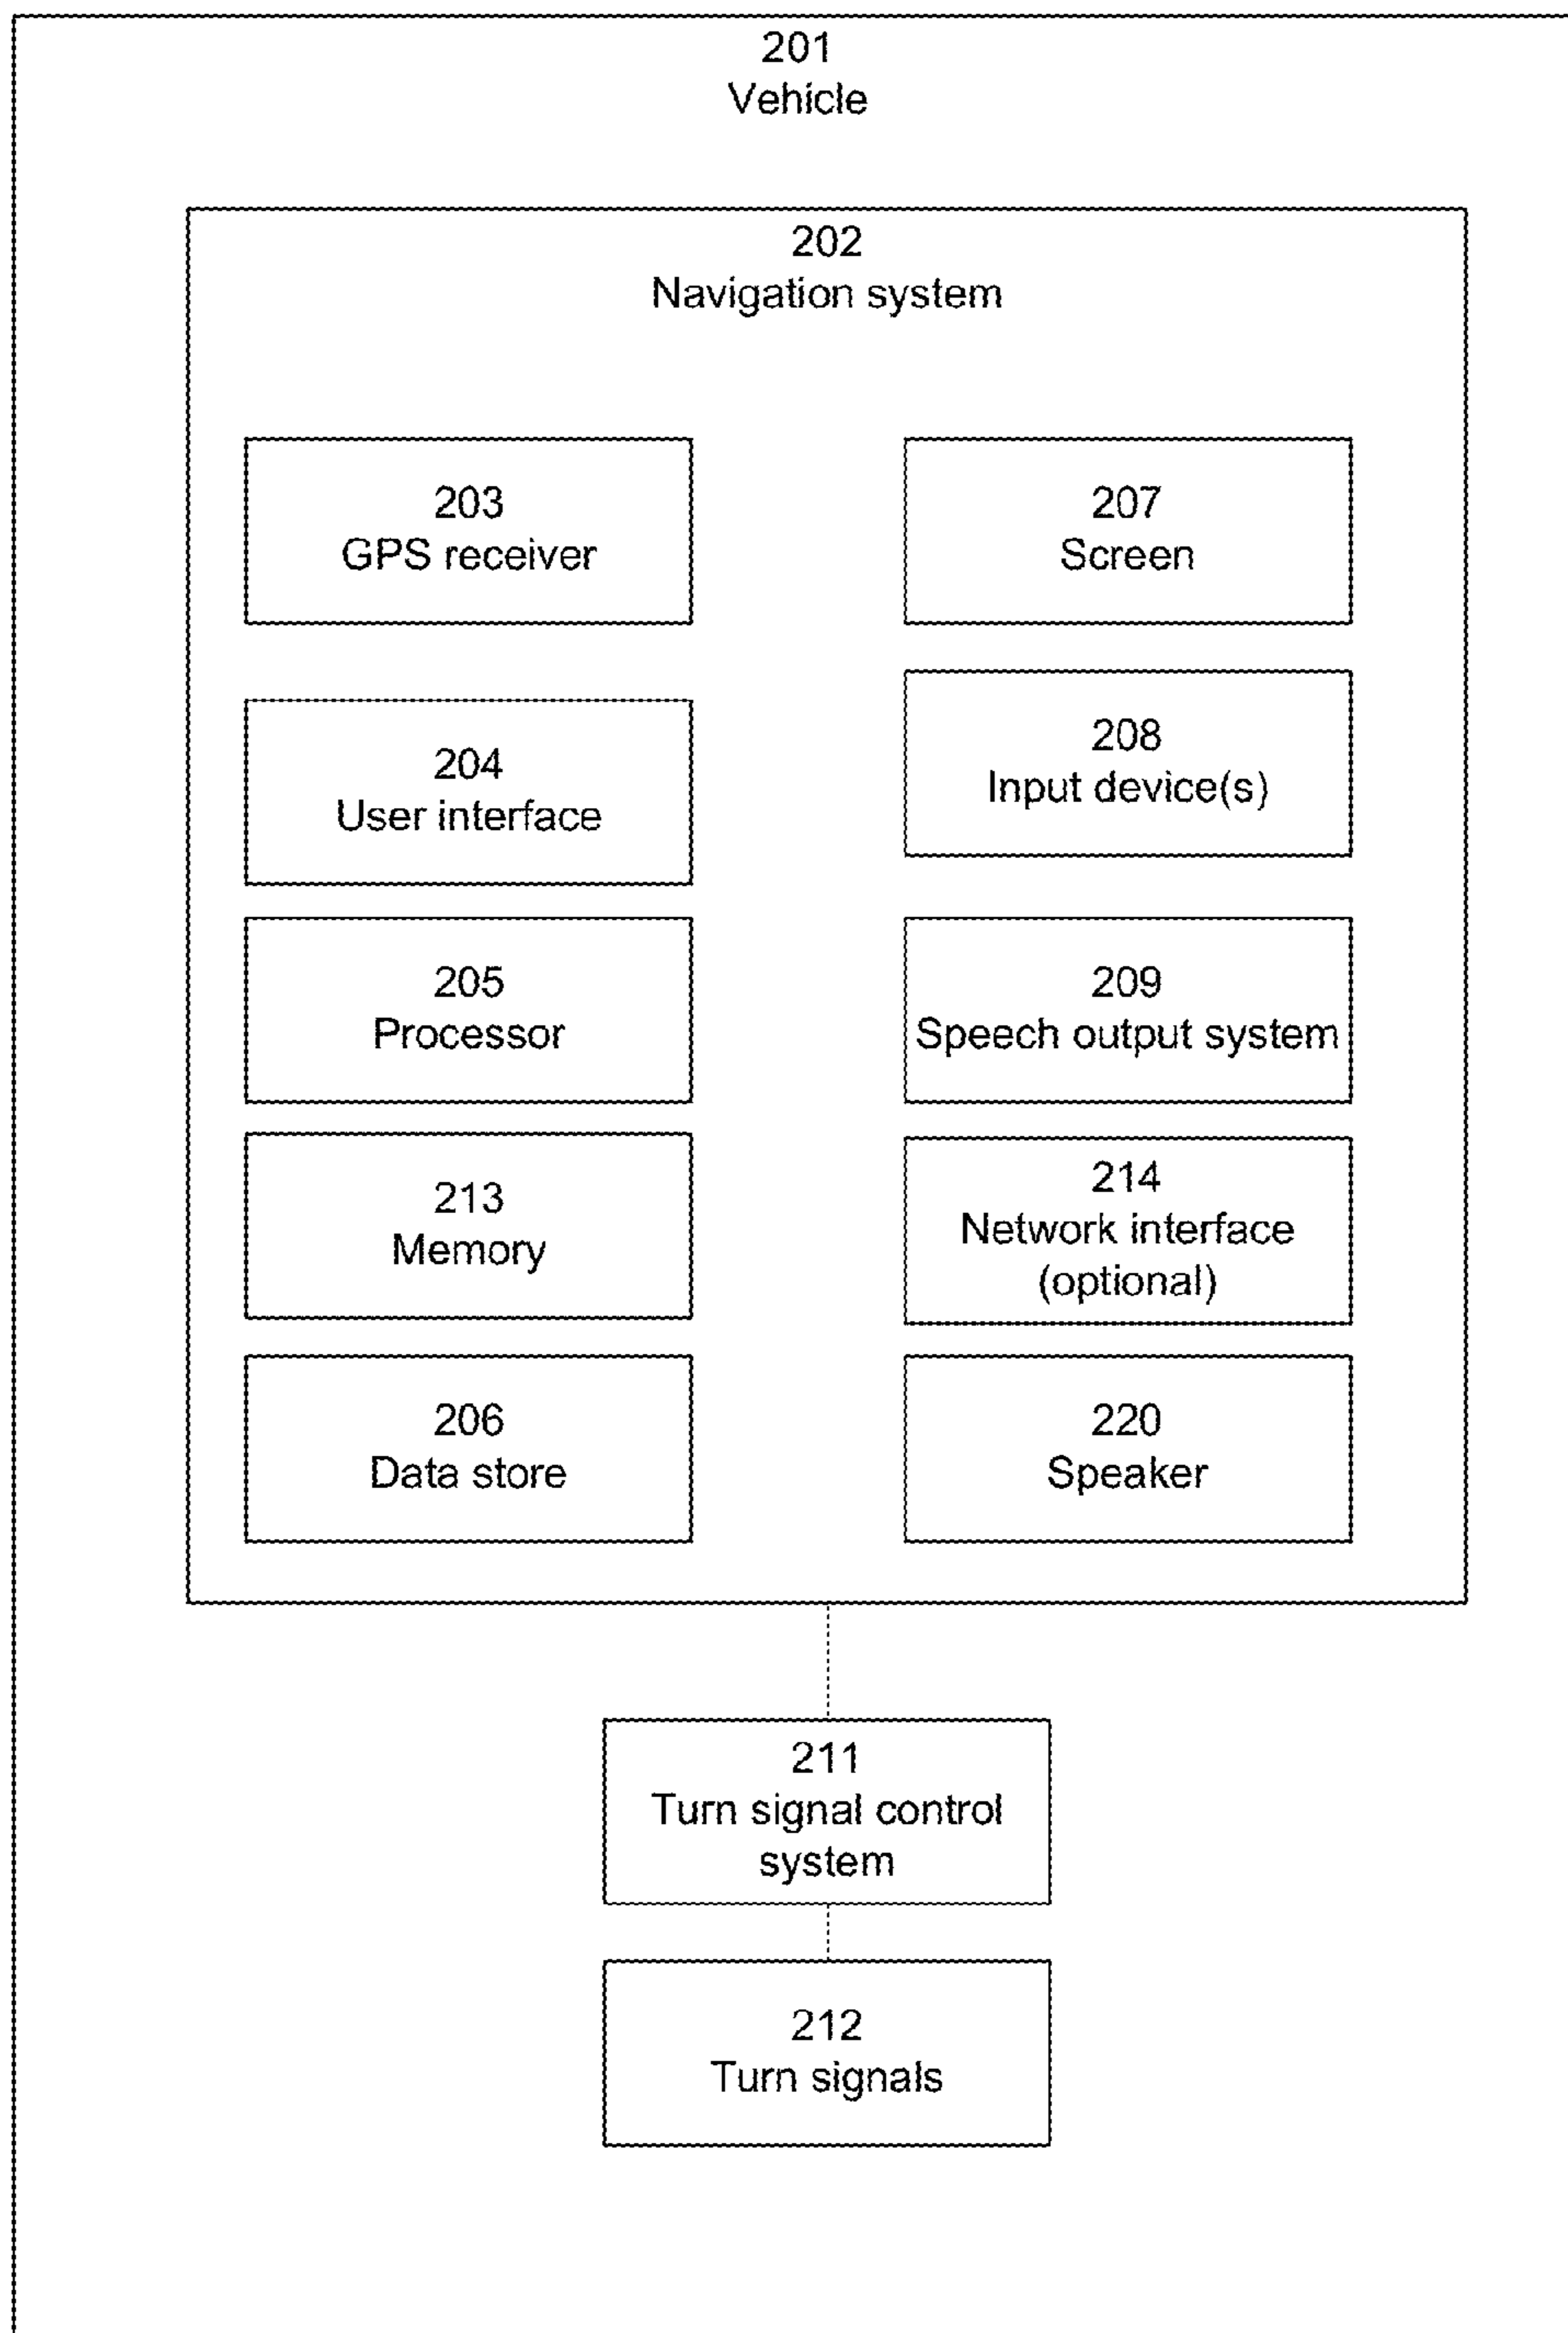 201
Vehicle
202
Navigation system
203
GPS receiver
207
Screen
204
User interface
208
Input device(s)
205
Processor
209
Speech output system
213
Memory
214
Network interface
(optional)
206
Data store
220
Speaker
211
Turn signal control
system
212
Turn signals